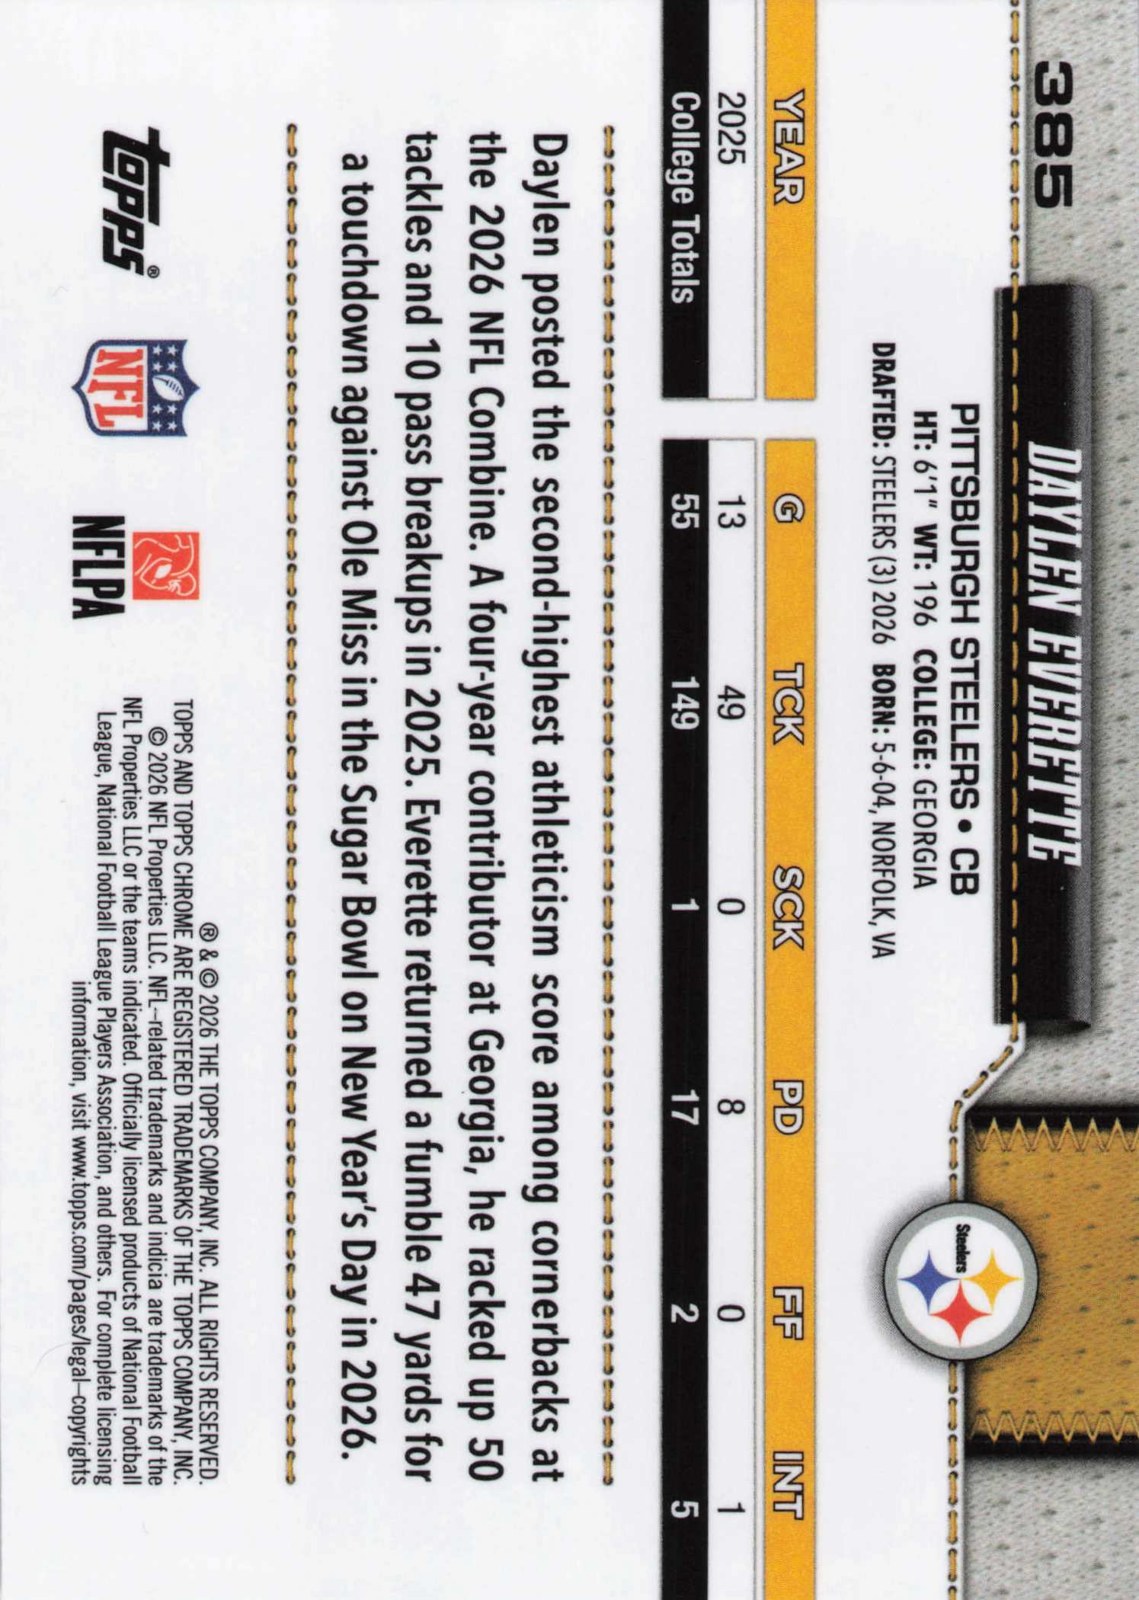 385
DAYLEN EVERETTE
PITTSBURGH STEELERS • CB
HT: 6'1" WT: 196 COLLEGE: GEORGIA
DRAFTED: STEELERS (3) 2026 BORN: 5-6-04, NORFOLK, VA
Steelers
YEAR G TCK SCK PD FF INT
2025 13 49 0 8 0 1
College Totals 55 149 1 17 2 5
Daylen posted the second-highest athleticism score among cornerbacks at
the 2026 NFL Combine. A four-year contributor at Georgia, he racked up 50
tackles and 10 pass breakups in 2025. Everette returned a fumble 47 yards for
a touchdown against Ole Miss in the Sugar Bowl on New Year's Day in 2026.
topps®
NFL
NFLPA
® & © 2026 THE TOPPS COMPANY, INC. ALL RIGHTS RESERVED.
TOPPS AND TOPPS CHROME ARE REGISTERED TRADEMARKS OF THE TOPPS COMPANY, INC.
© 2026 NFL Properties LLC. NFL–related trademarks and indicia are trademarks of the
NFL Properties LLC or the teams indicated. Officially licensed products of National Football
League, National Football League Players Association, and others. For complete licensing
information, visit www.topps.com/pages/legal–copyrights